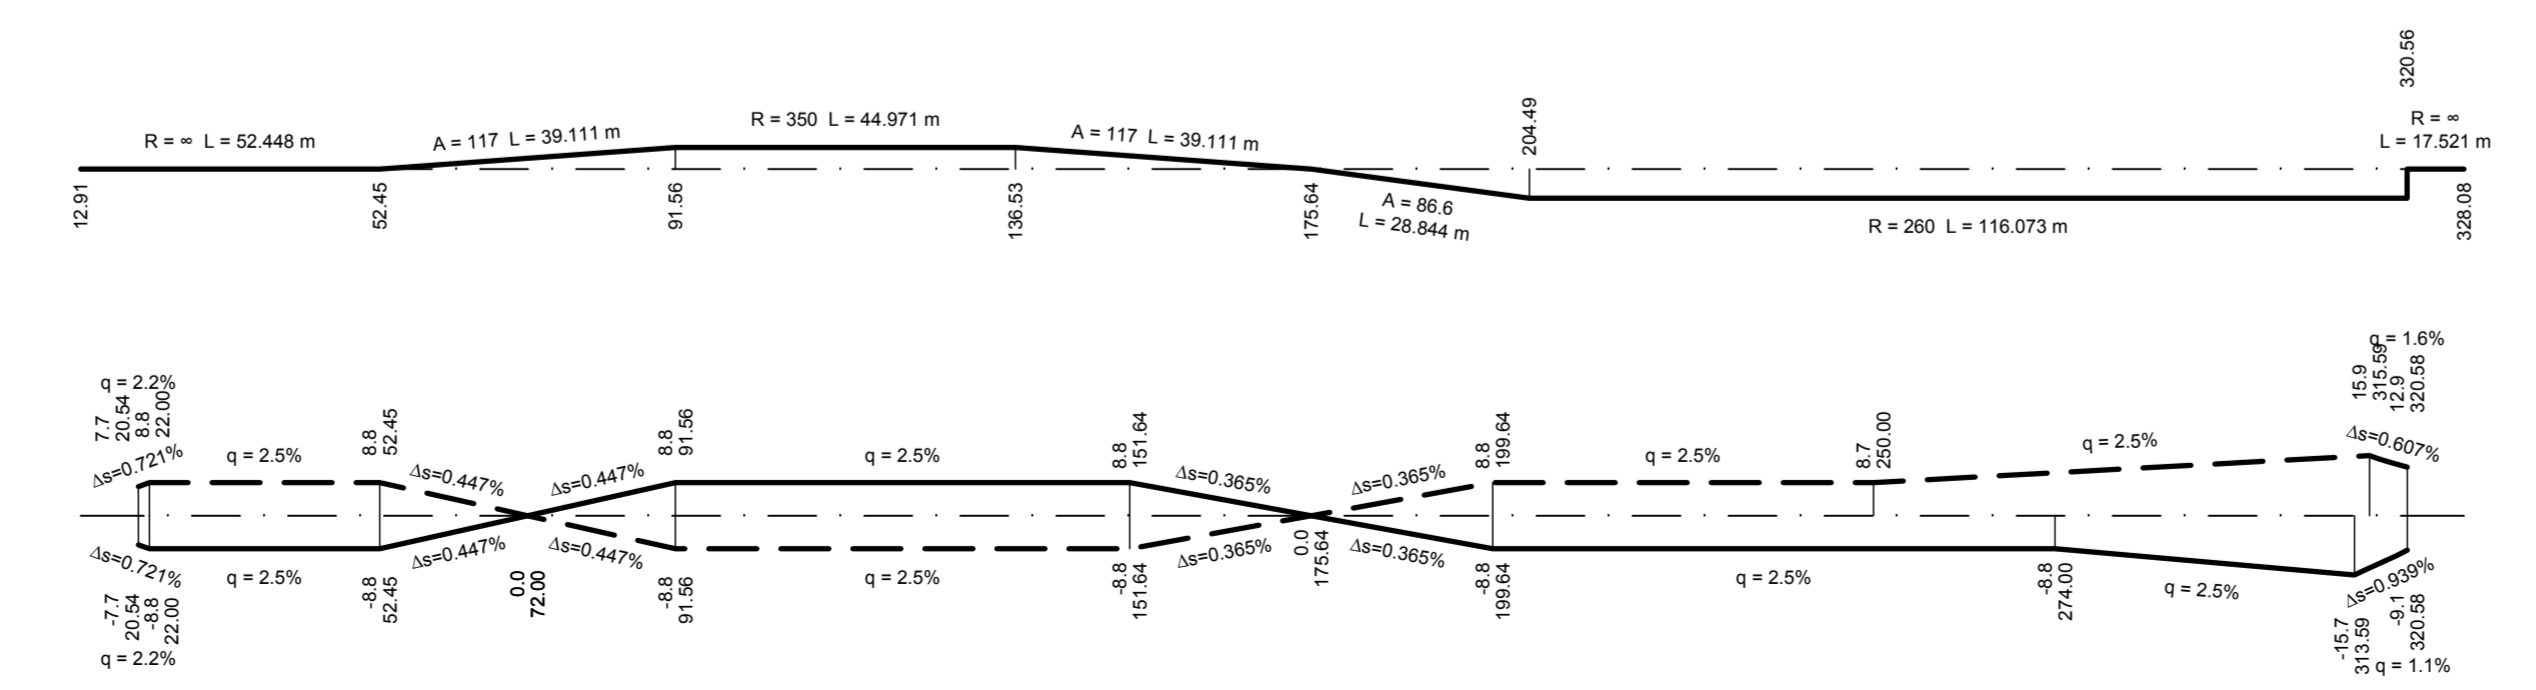 320.56
R = ∞
L = 17.521 m
R = ∞  L = 52.448 m
A = 117  L = 39.111 m
R = 350  L = 44.971 m
A = 117  L = 39.111 m
204.49
12.91
52.45
91.56
136.53
175.64
A = 86.6
L = 28.844 m
R = 260  L = 116.073 m
328.08
q = 2.2%
7.7
20.54
8.8
22.00
Δs=0.721%
q = 2.5%
8.8
52.45
Δs=0.447%
Δs=0.447%
8.8
91.56
q = 2.5%
8.8
151.64
Δs=0.365%
Δs=0.365%
8.8
199.64
q = 2.5%
8.7
250.00
q = 2.5%
q = 1.6%
15.9
315.59
12.9
320.58
Δs=0.607%
Δs=0.721%
-7.7
20.54
-8.8
22.00
q = 2.2%
q = 2.5%
-8.8
52.45
Δs=0.447%
0.0
72.00
Δs=0.447%
-8.8
91.56
q = 2.5%
-8.8
151.64
Δs=0.365%
0.0
175.64
Δs=0.365%
-8.8
199.64
q = 2.5%
-8.8
274.00
q = 2.5%
Δs=0.939%
-15.7
313.59
-9.1
320.58
q = 1.1%